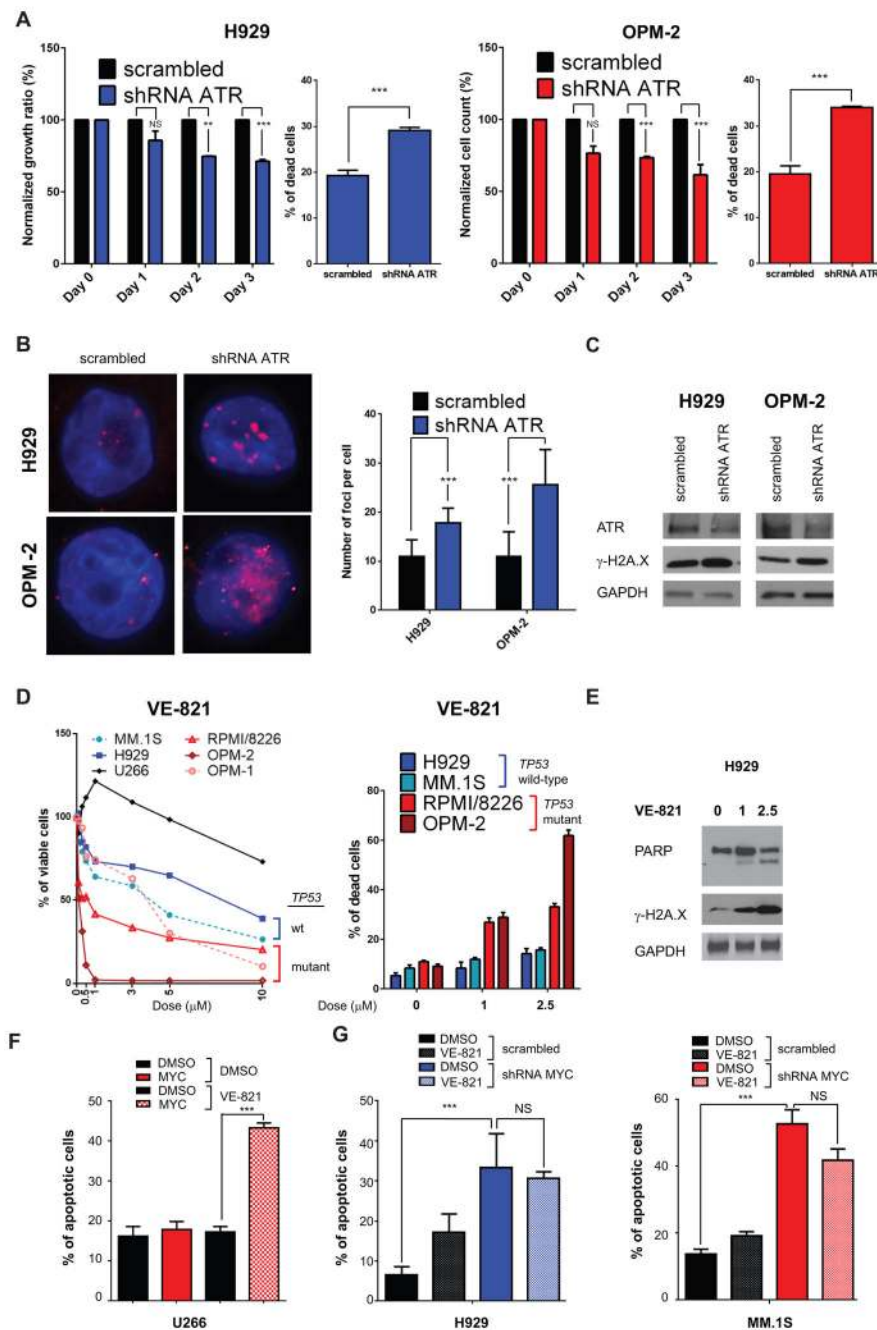 A
H929
OPM-2
Normalized growth ratio (%)
100
75
50
25
0
scrambled
shRNA ATR
NS
**
***
Day 0
Day 1
Day 2
Day 3
% of dead cells
40
30
20
10
0
***
scrambled
shRNA ATR
Normalized cell count (%)
100
75
50
25
0
scrambled
shRNA ATR
NS
***
***
Day 0
Day 1
Day 2
Day 3
% of dead cells
40
30
20
10
0
***
scrambled
shRNA ATR
B
scrambled
shRNA ATR
H929
OPM-2
Number of foci per cell
40
30
20
10
0
scrambled
shRNA ATR
***
***
H929
OPM-2
C
H929
OPM-2
scrambled
shRNA ATR
scrambled
shRNA ATR
ATR
γ-H2A.X
GAPDH
D
VE-821
% of viable cells
150
100
50
0
MM.1S
H929
U266
RPMI/8226
OPM-2
OPM-1
TP53
wt
mutant
0
0.5
1
3
5
10
Dose (μM)
VE-821
% of dead cells
80
60
40
20
0
H929
MM.1S
RPMI/8226
OPM-2
TP53
wild-type
TP53
mutant
Dose (μM)
0
1
2.5
E
H929
VE-821
0 1 2.5
PARP
γ-H2A.X
GAPDH
F
DMSO
MYC
DMSO
DMSO
MYC
VE-821
% of apoptotic cells
50
40
30
20
10
0
***
U266
G
DMSO
VE-821
scrambled
DMSO
VE-821
shRNA MYC
% of apoptotic cells
50
40
30
20
10
0
***
NS
H929
DMSO
VE-821
scrambled
DMSO
VE-821
shRNA MYC
% of apoptotic cells
60
40
20
0
***
NS
MM.1S